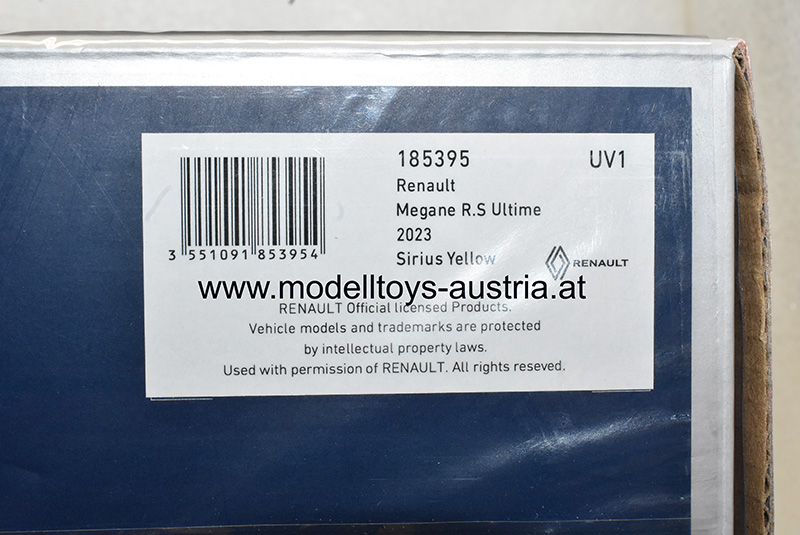 185395 UV1
Renault
Megane R.S Ultime
2023
Sirius Yellow
RENAULT
3 551091 853954
www.modelltoys-austria.at
RENAULT Official licensed Products.
Vehicle models and trademarks are protected
by intellectual property laws.
Used with permission of RENAULT. All rights reseved.